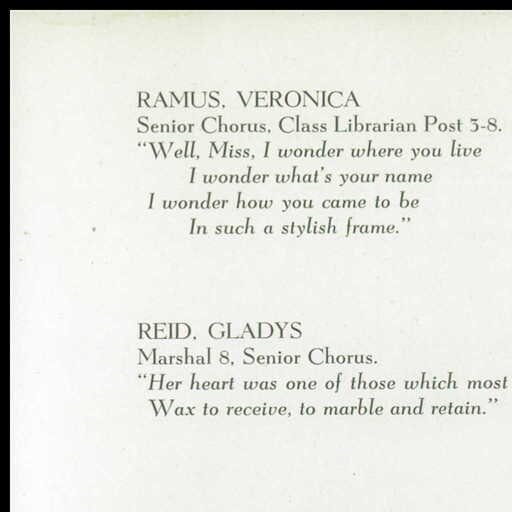 RAMUS, VERONICA
Senior Chorus, Class Librarian Post 3-8.
“Well, Miss, I wonder where you live
I wonder what's your name
I wonder how you came to be
In such a stylish frame.”
REID, GLADYS
Marshal 8, Senior Chorus.
“Her heart was one of those which most
Wax to receive, to marble and retain.”